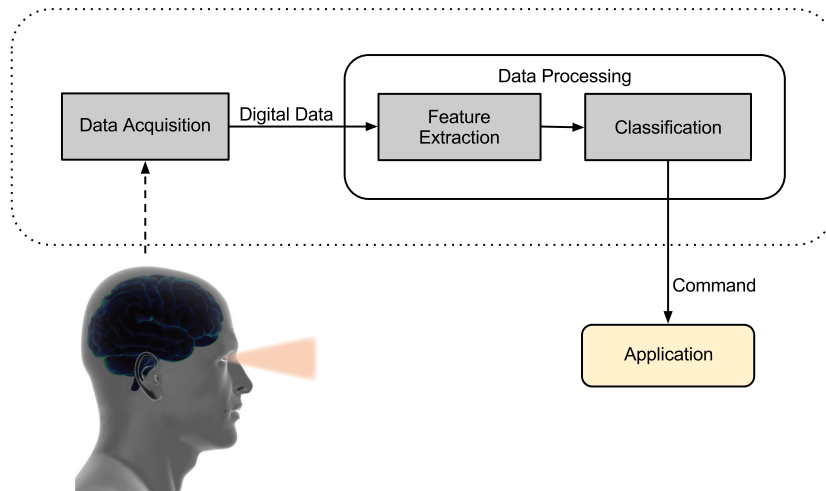 Data Processing
Data Acquisition
Digital Data
Feature
Extraction
Classification
Command
Application